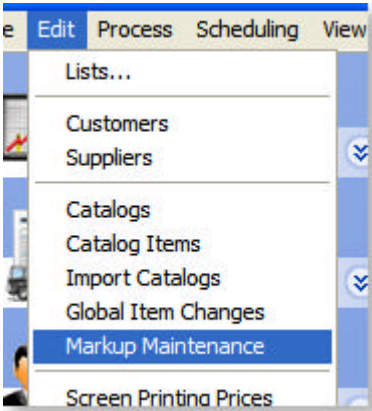 e Edit Process Scheduling View
Lists...
Customers
Suppliers
Catalogs
Catalog Items
Import Catalogs
Global Item Changes
Markup Maintenance
Screen Printing Prices